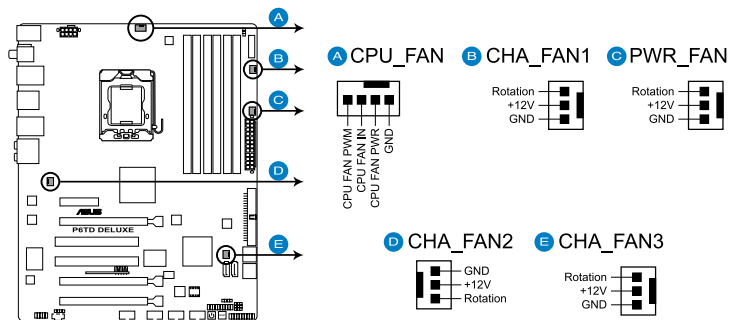 A
B
C
D
E
ASUS
P6TD DELUXE
A CPU_FAN
CPU FAN PWM
CPU FAN IN
CPU FAN PWR
GND
B CHA_FAN1
Rotation
+12V
GND
C PWR_FAN
Rotation
+12V
GND
D CHA_FAN2
GND
+12V
Rotation
E CHA_FAN3
Rotation
+12V
GND